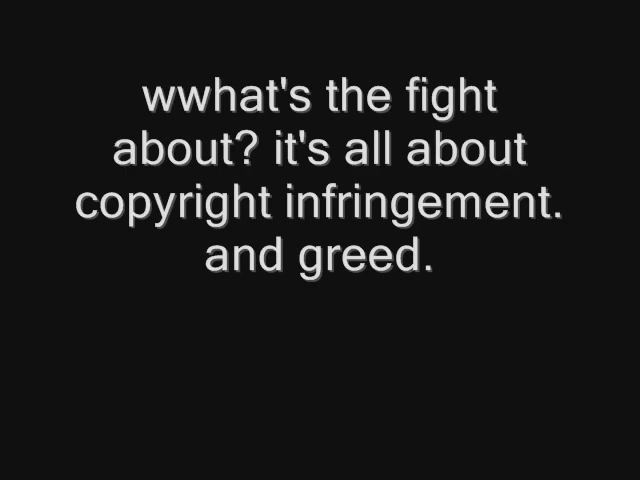 wwhat's the fight
about? it's all about
copyright infringement.
and greed.